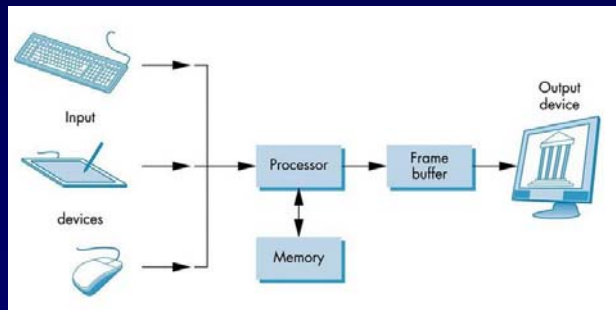 Input
devices
Processor
Memory
Frame
buffer
Output
device